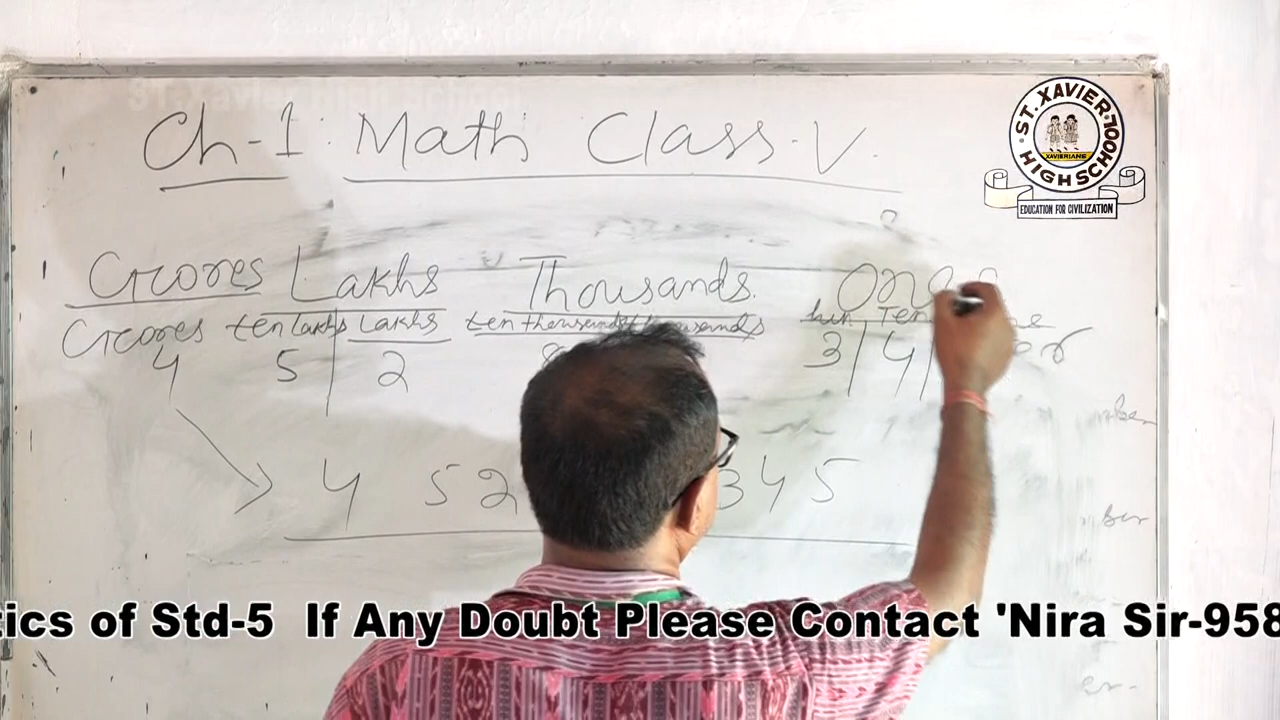 Ch-1: Math Class-V.
ST. XAVIER HIGH SCHOOL
XAVIERIANS
EDUCATION FOR CIVILIZATION
Crores Lakhs Thousands Ones
Crores ten lakhs Lakhs ten thousands thousands hun Ten
4 5 2 3 4
4 52 345
tics of Std-5 If Any Doubt Please Contact 'Nira Sir-958